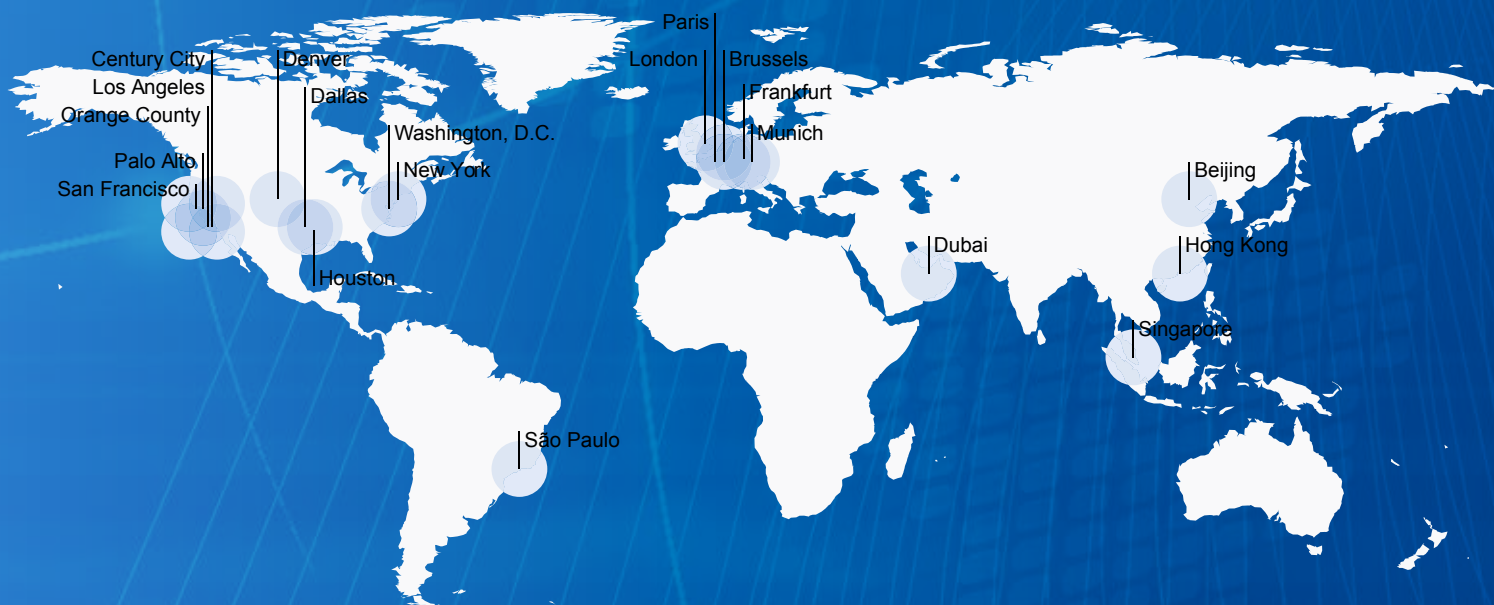 Paris
Century City
Denver
London
Brussels
Los Angeles
Dallas
Frankfurt
Orange County
Washington, D.C.
Munich
Palo Alto
New York
Beijing
San Francisco
Dubai
Hong Kong
Houston
Singapore
São Paulo